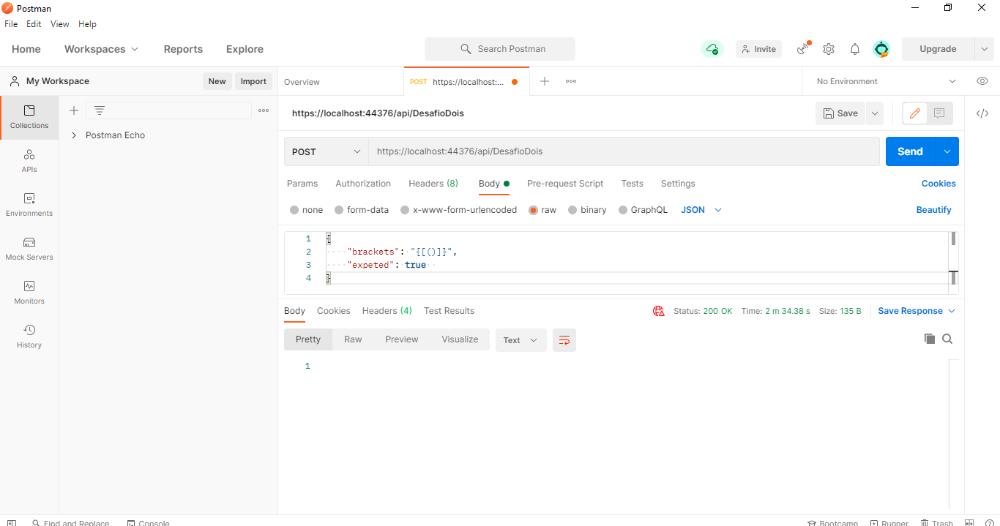 Postman
File Edit View Help
Home Workspaces Reports Explore Search Postman Invite Upgrade
My Workspace New Import Overview POST https://localhost:... No Environment
https://localhost:44376/api/DesafioDois Save
Collections
Postman Echo
POST https://localhost:44376/api/DesafioDois Send
APIs
Params Authorization Headers (8) Body Pre-request Script Tests Settings Cookies
none form-data x-www-form-urlencoded raw binary GraphQL JSON Beautify
Environments
1 {
2 "brackets": "{[()]}",
3 "expeted": true
4 }
Mock Servers
Monitors
History
Body Cookies Headers (4) Test Results Status: 200 OK Time: 2 m 34.38 s Size: 135 B Save Response
Pretty Raw Preview Visualize Text
1
Find and Replace Console Bootcamp Runner Trash